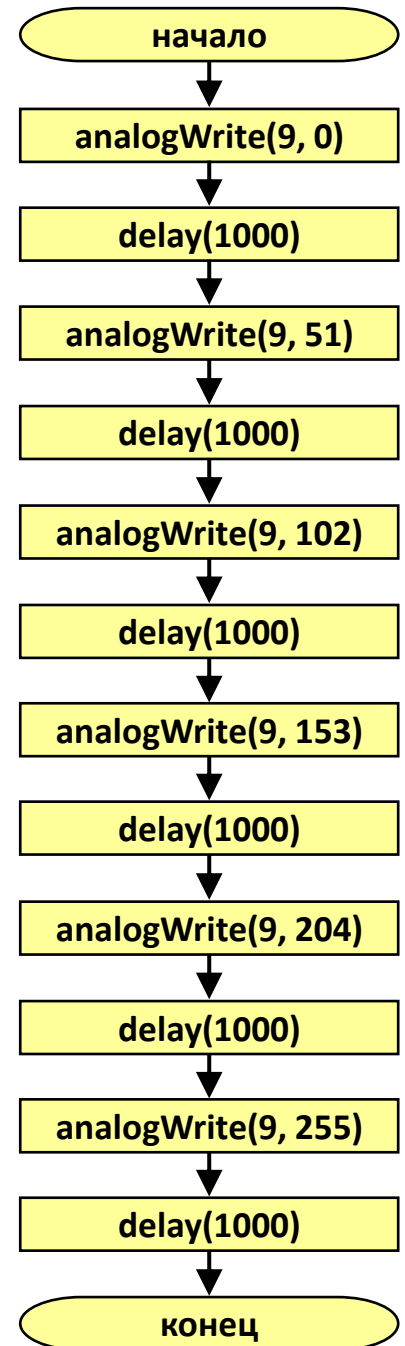 начало
analogWrite(9, 0)
delay(1000)
analogWrite(9, 51)
delay(1000)
analogWrite(9, 102)
delay(1000)
analogWrite(9, 153)
delay(1000)
analogWrite(9, 204)
delay(1000)
analogWrite(9, 255)
delay(1000)
конец